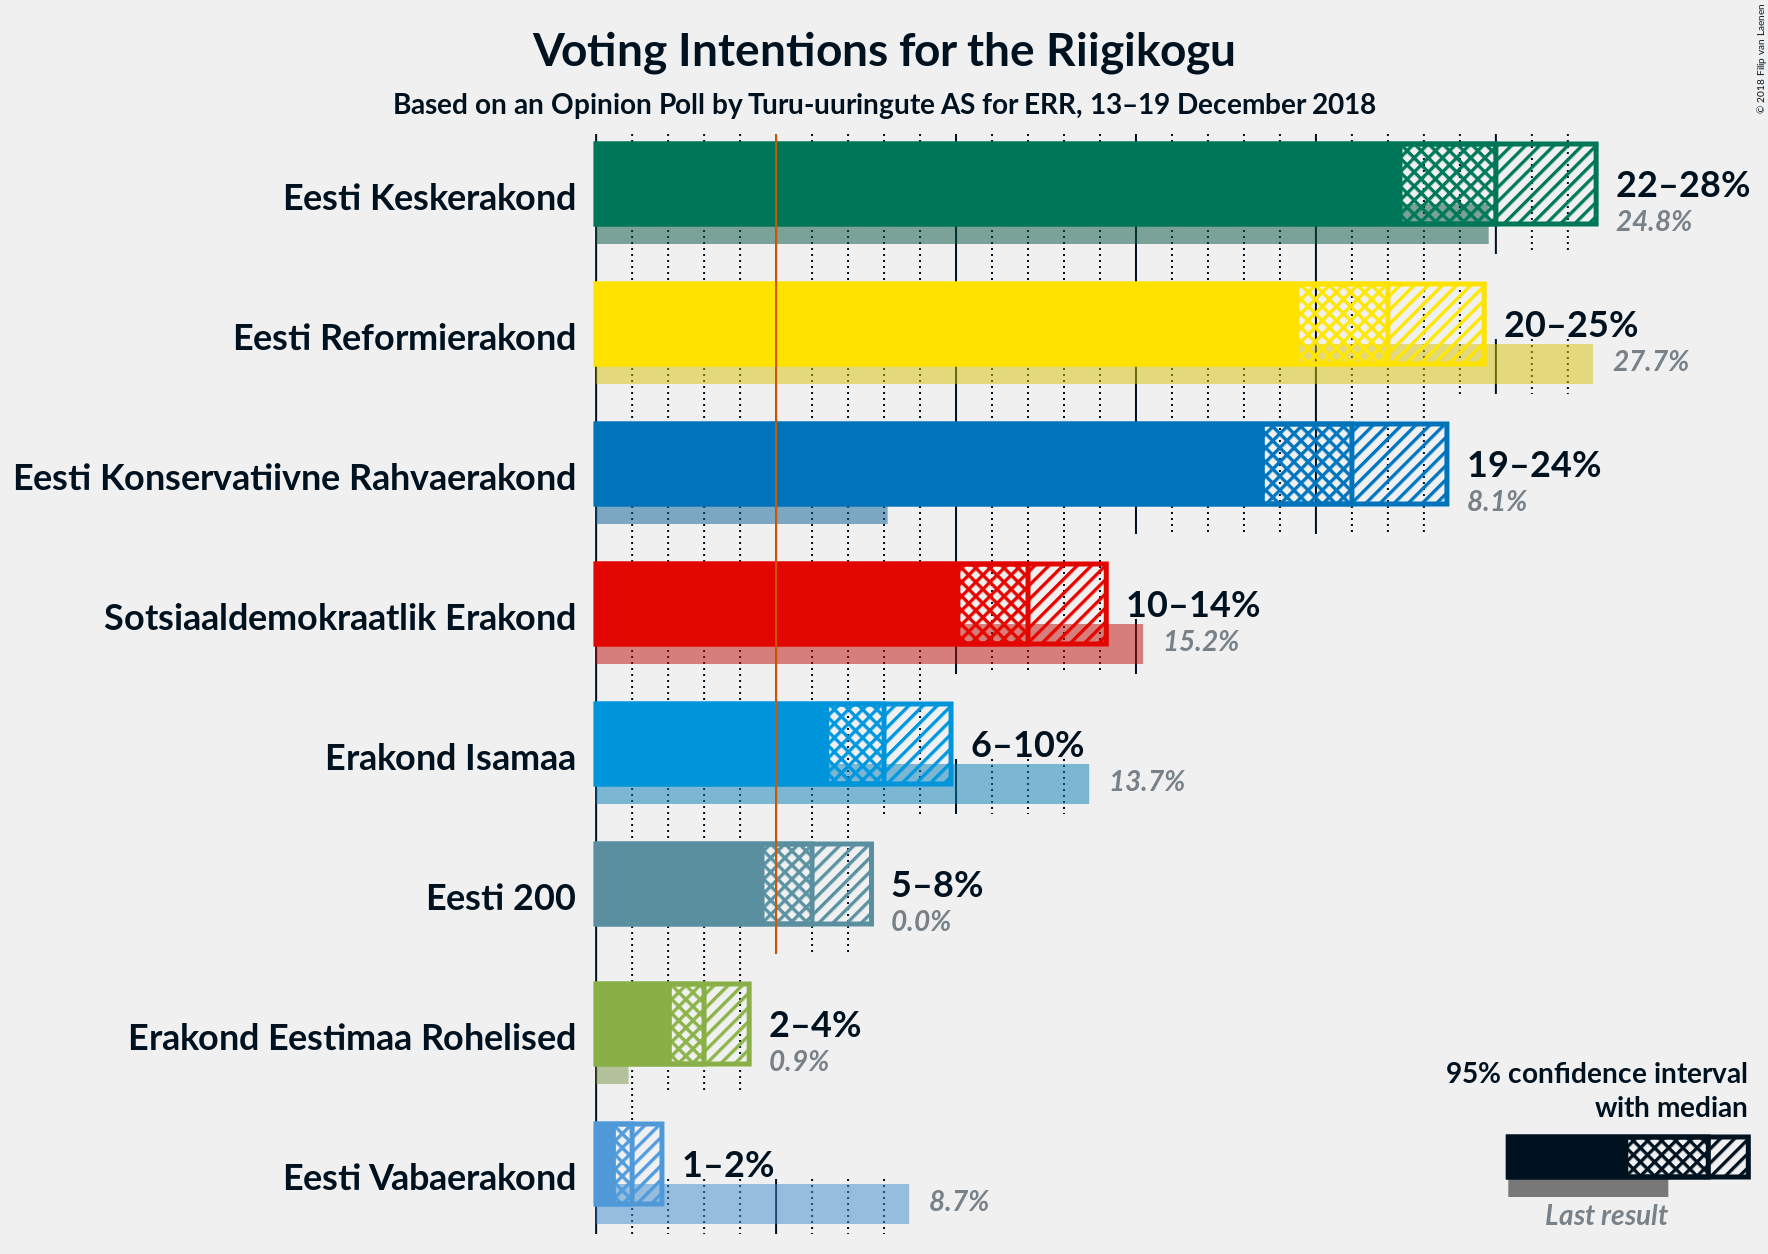 Voting Intentions for the Riigikogu
Based on an Opinion Poll by Turu-uuringute AS for ERR, 13–19 December 2018
© 2018 Filip van Laenen
Eesti Keskerakond
22–28%
24.8%
Eesti Reformierakond
20–25%
27.7%
Eesti Konservatiivne Rahvaerakond
19–24%
8.1%
Sotsiaaldemokraatlik Erakond
10–14%
15.2%
Erakond Isamaa
6–10%
13.7%
Eesti 200
5–8%
0.0%
Erakond Eestimaa Rohelised
2–4%
0.9%
Eesti Vabaerakond
1–2%
8.7%
95% confidence interval
with median
Last result